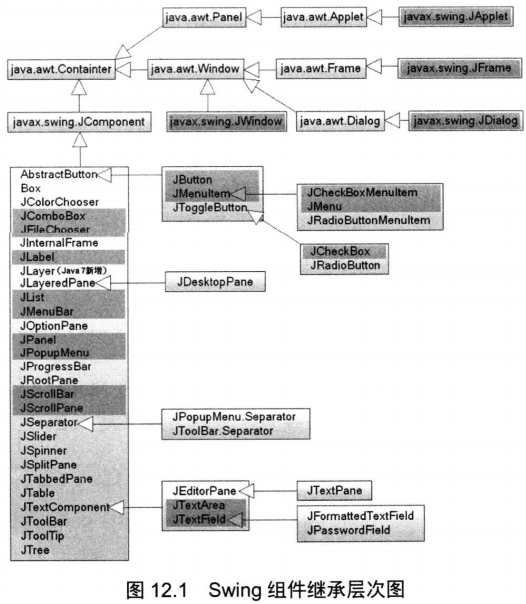 java.awt.Panel
java.awt.Applet
javax.swing.JApplet
java.awt.Containter
java.awt.Window
java.awt.Frame
javax.swing.JFrame
javax.swing.JComponent
javax.swing.JWindow
java.awt.Dialog
javax.swing.JDialog
AbstractButton
Box
JColorChooser
JComboBox
JFileChooser
JInternalFrame
JLabel
JLayer（Java 7新增）
JLayeredPane
JList
JMenuBar
JOptionPane
JPanel
JPopupMenu
JProgressBar
JRootPane
JScrollBar
JScrollPane
JSeparator
JSlider
JSpinner
JSplitPane
JTabbedPane
JTable
JTextComponent
JToolBar
JToolTip
JTree
JButton
JMenuItem
JToggleButton
JCheckBoxMenuItem
JMenu
JRadioButtonMenuItem
JCheckBox
JRadioButton
JDesktopPane
JPopupMenu.Separator
JToolBar.Separator
JEditorPane
JTextArea
JTextField
JTextPane
JFormattedTextField
JPasswordField
图 12.1 Swing 组件继承层次图